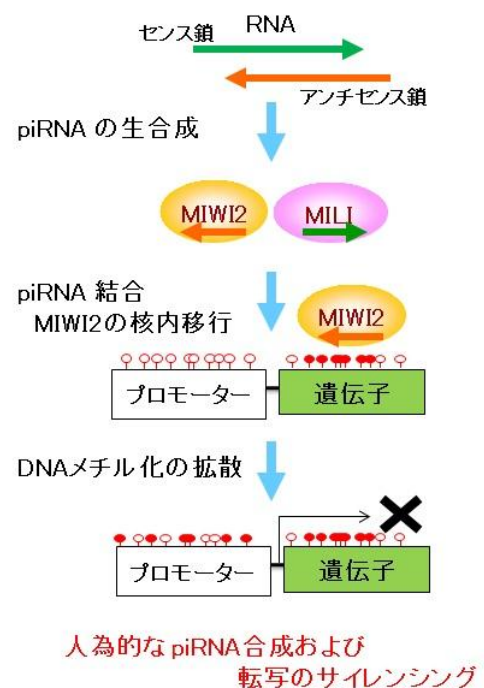 センス鎖 RNA
アンチセンス鎖
piRNA の生合成
MIWI2 MILI
piRNA 結合
MIWI2の核内移行
MIWI2
プロモーター 遺伝子
DNAメチル化の拡散
プロモーター 遺伝子
人為的な piRNA合成および
転写のサイレンシング